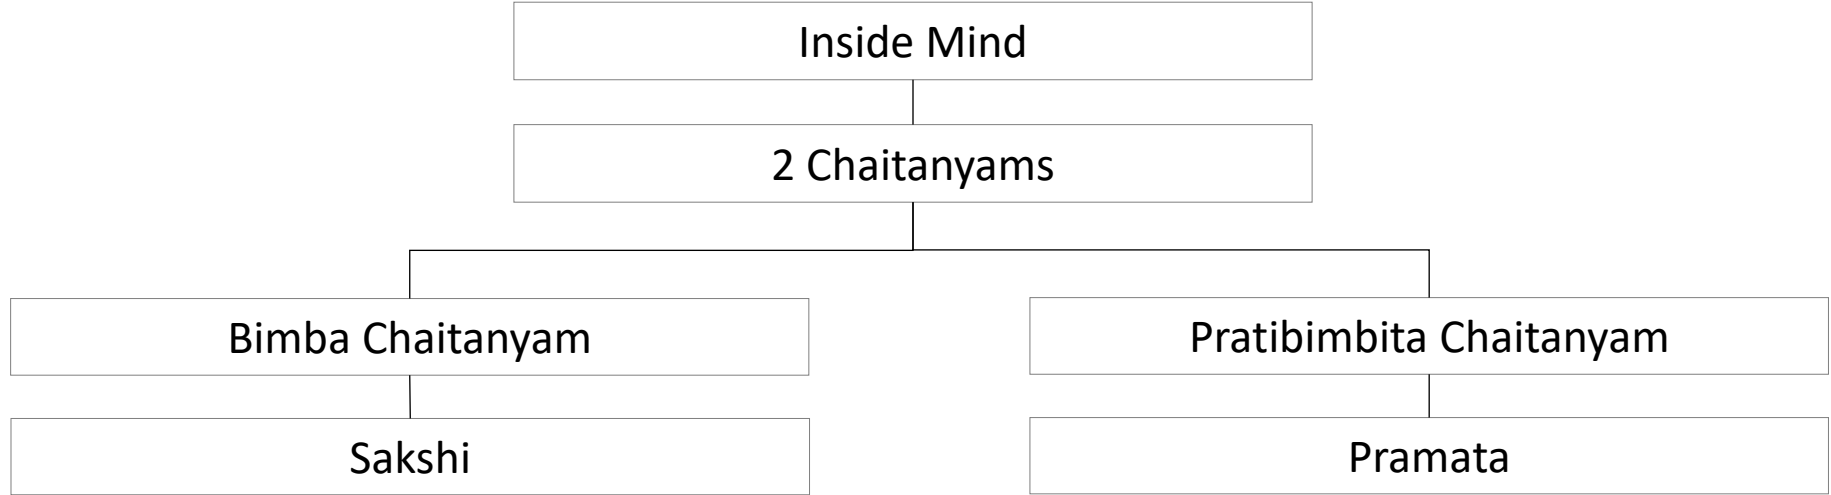 Inside Mind
2 Chaitanyams
Bimba Chaitanyam
Pratibimbita Chaitanyam
Sakshi
Pramata